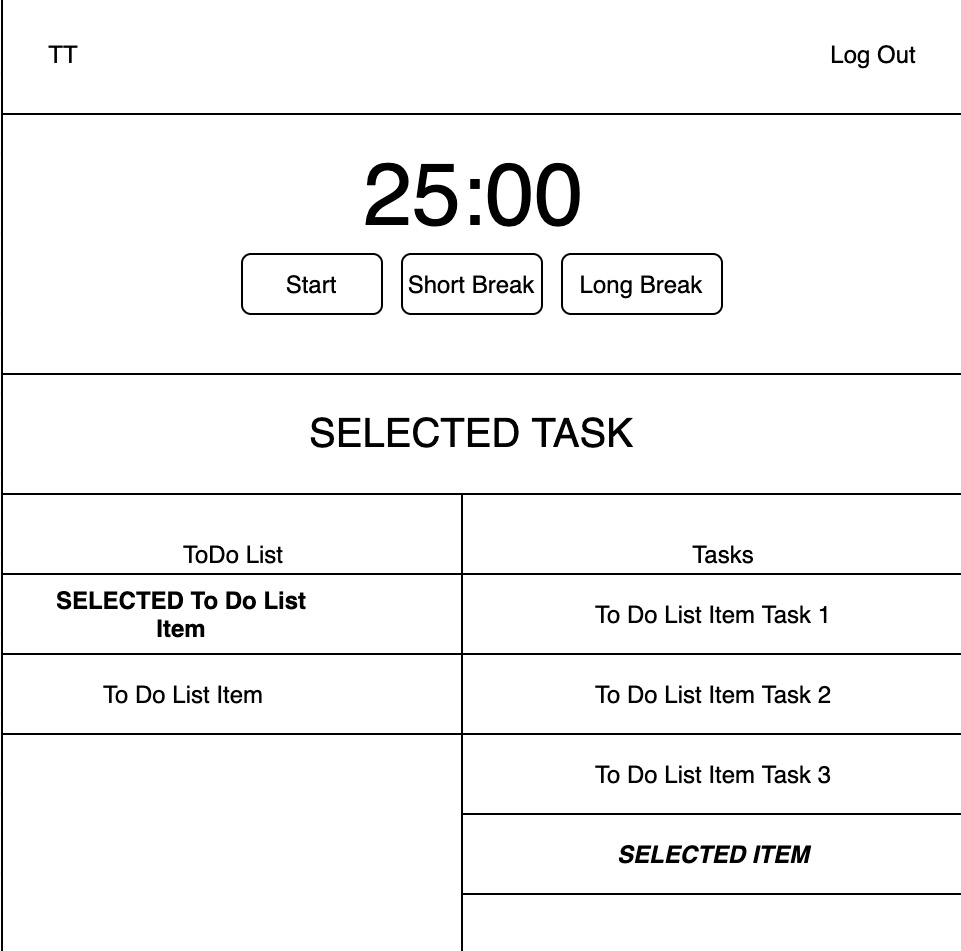 TT
Log Out
25:00
Start
Short Break
Long Break
SELECTED TASK
ToDo List
Tasks
SELECTED To Do List
Item
To Do List Item Task 1
To Do List Item
To Do List Item Task 2
To Do List Item Task 3
SELECTED ITEM